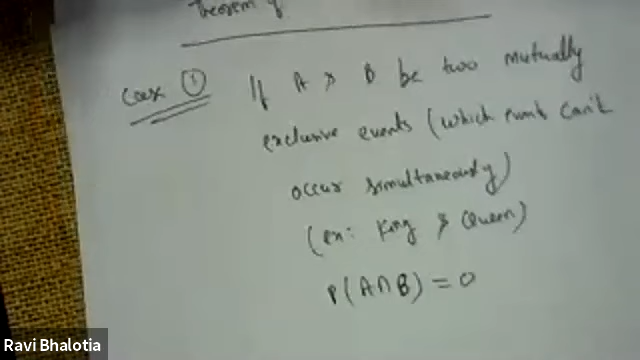 Theorem of
Case ① If A & B be two mutually
exclusive events (which events can't
occur simultaneously)
(ex: King & Queen)
P(A∩B) = 0
Ravi Bhalotia